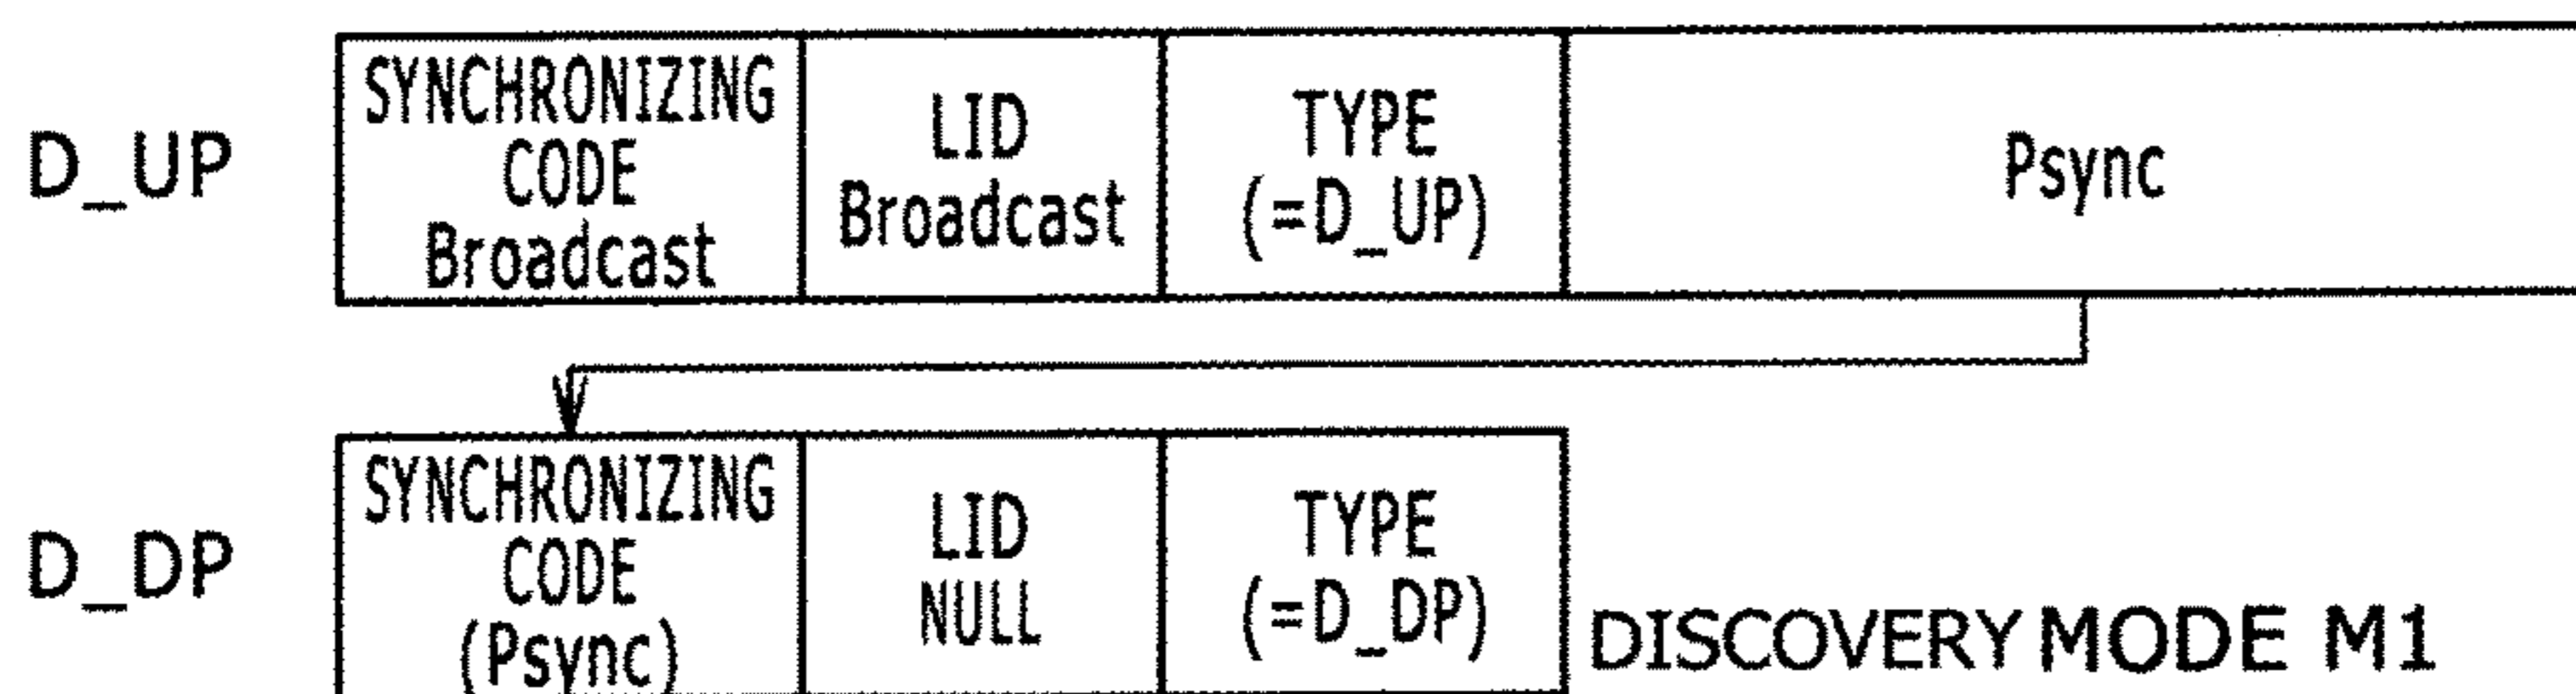 D_UP
SYNCHRONIZING
CODE
Broadcast
LID
Broadcast
TYPE
(=D_UP)
Psync
D_DP
SYNCHRONIZING
CODE
(Psync)
LID
NULL
TYPE
(=D_DP)
DISCOVERY MODE M1